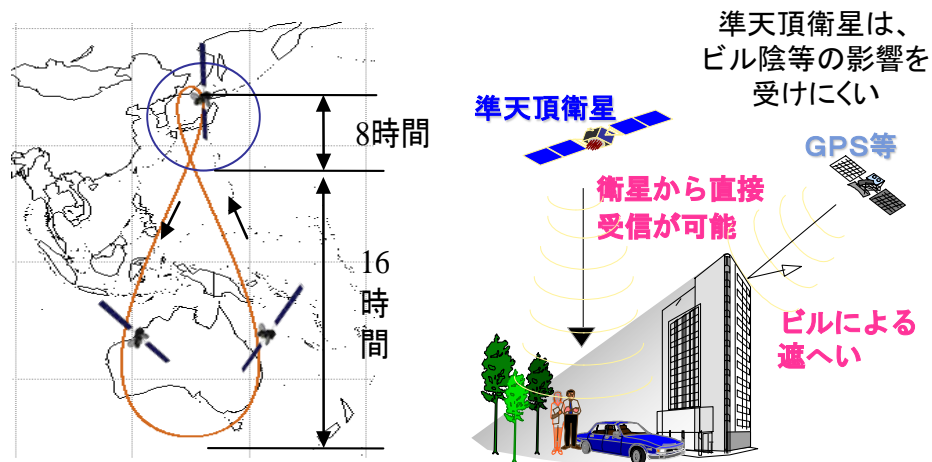 8時間
16
時
間
準天頂衛星は、
ビル陰等の影響を
受けにくい
準天頂衛星
GPS等
衛星から直接
受信が可能
ビルによる
遮へい